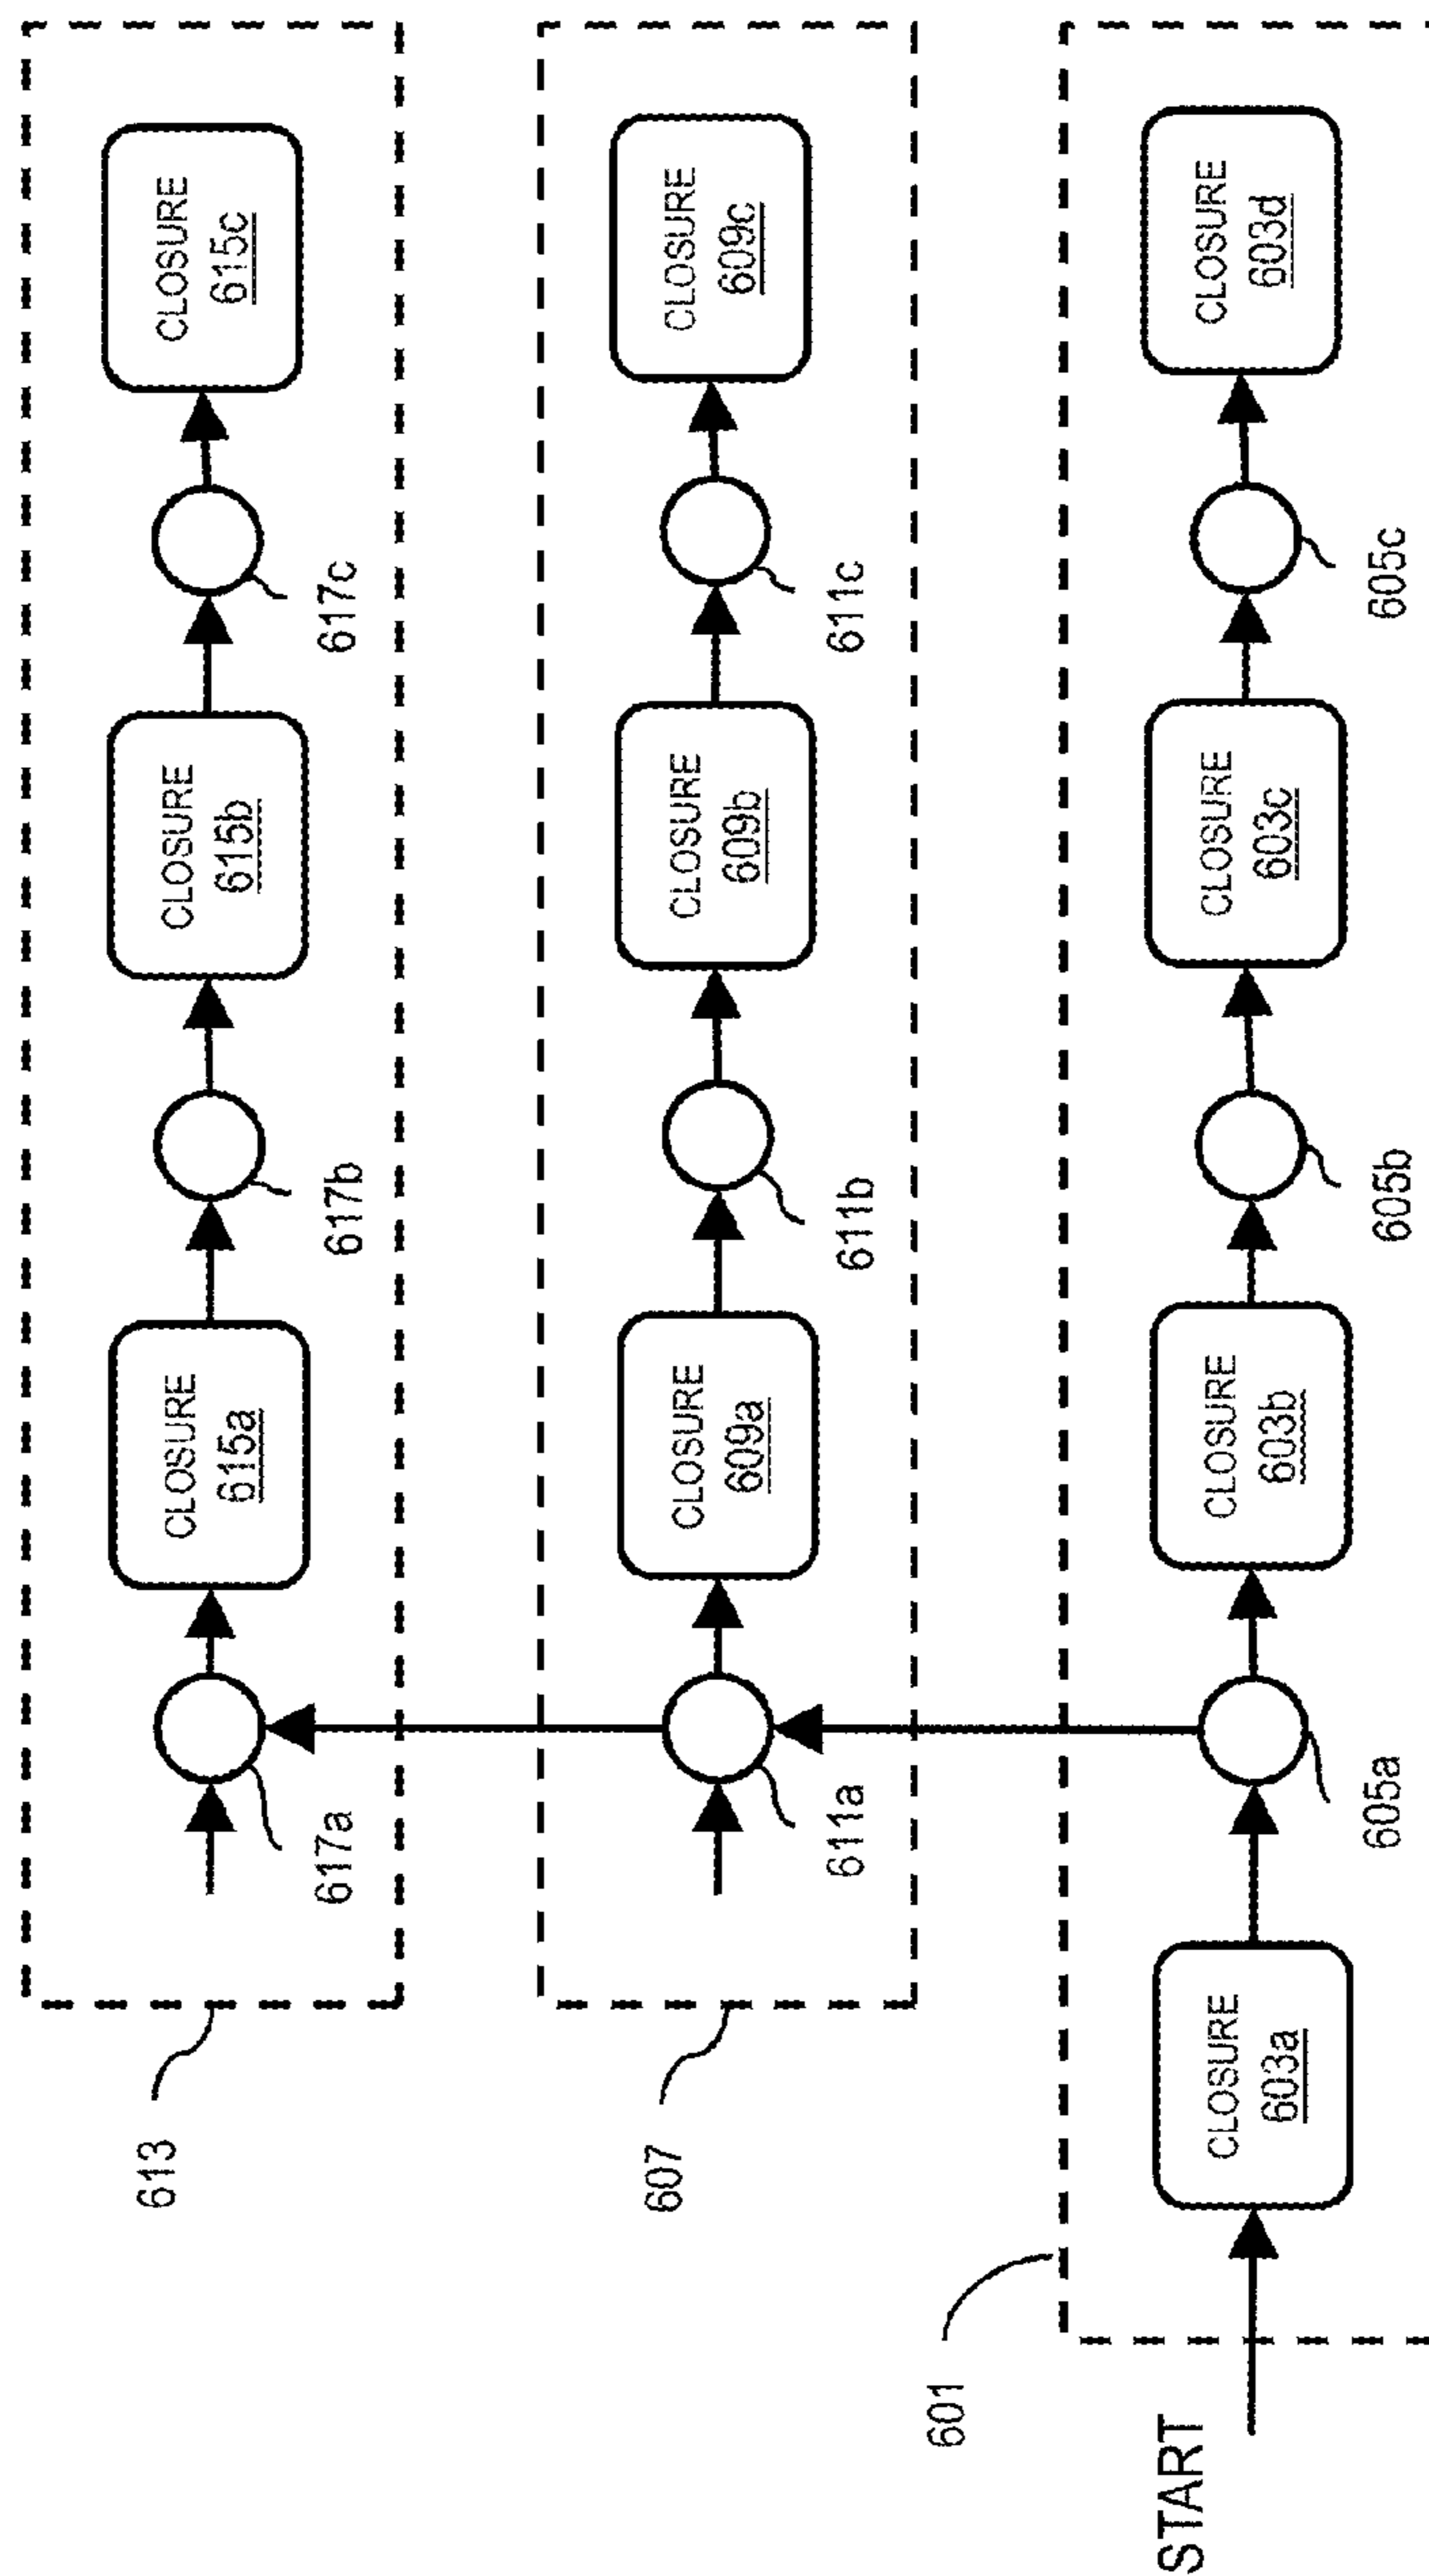 613
617a
CLOSURE
615a
617b
CLOSURE
615b
617c
CLOSURE
615c
607
611a
CLOSURE
609a
611b
CLOSURE
609b
611c
CLOSURE
609c
START
601
CLOSURE
603a
605a
CLOSURE
603b
605b
CLOSURE
603c
605c
CLOSURE
603d